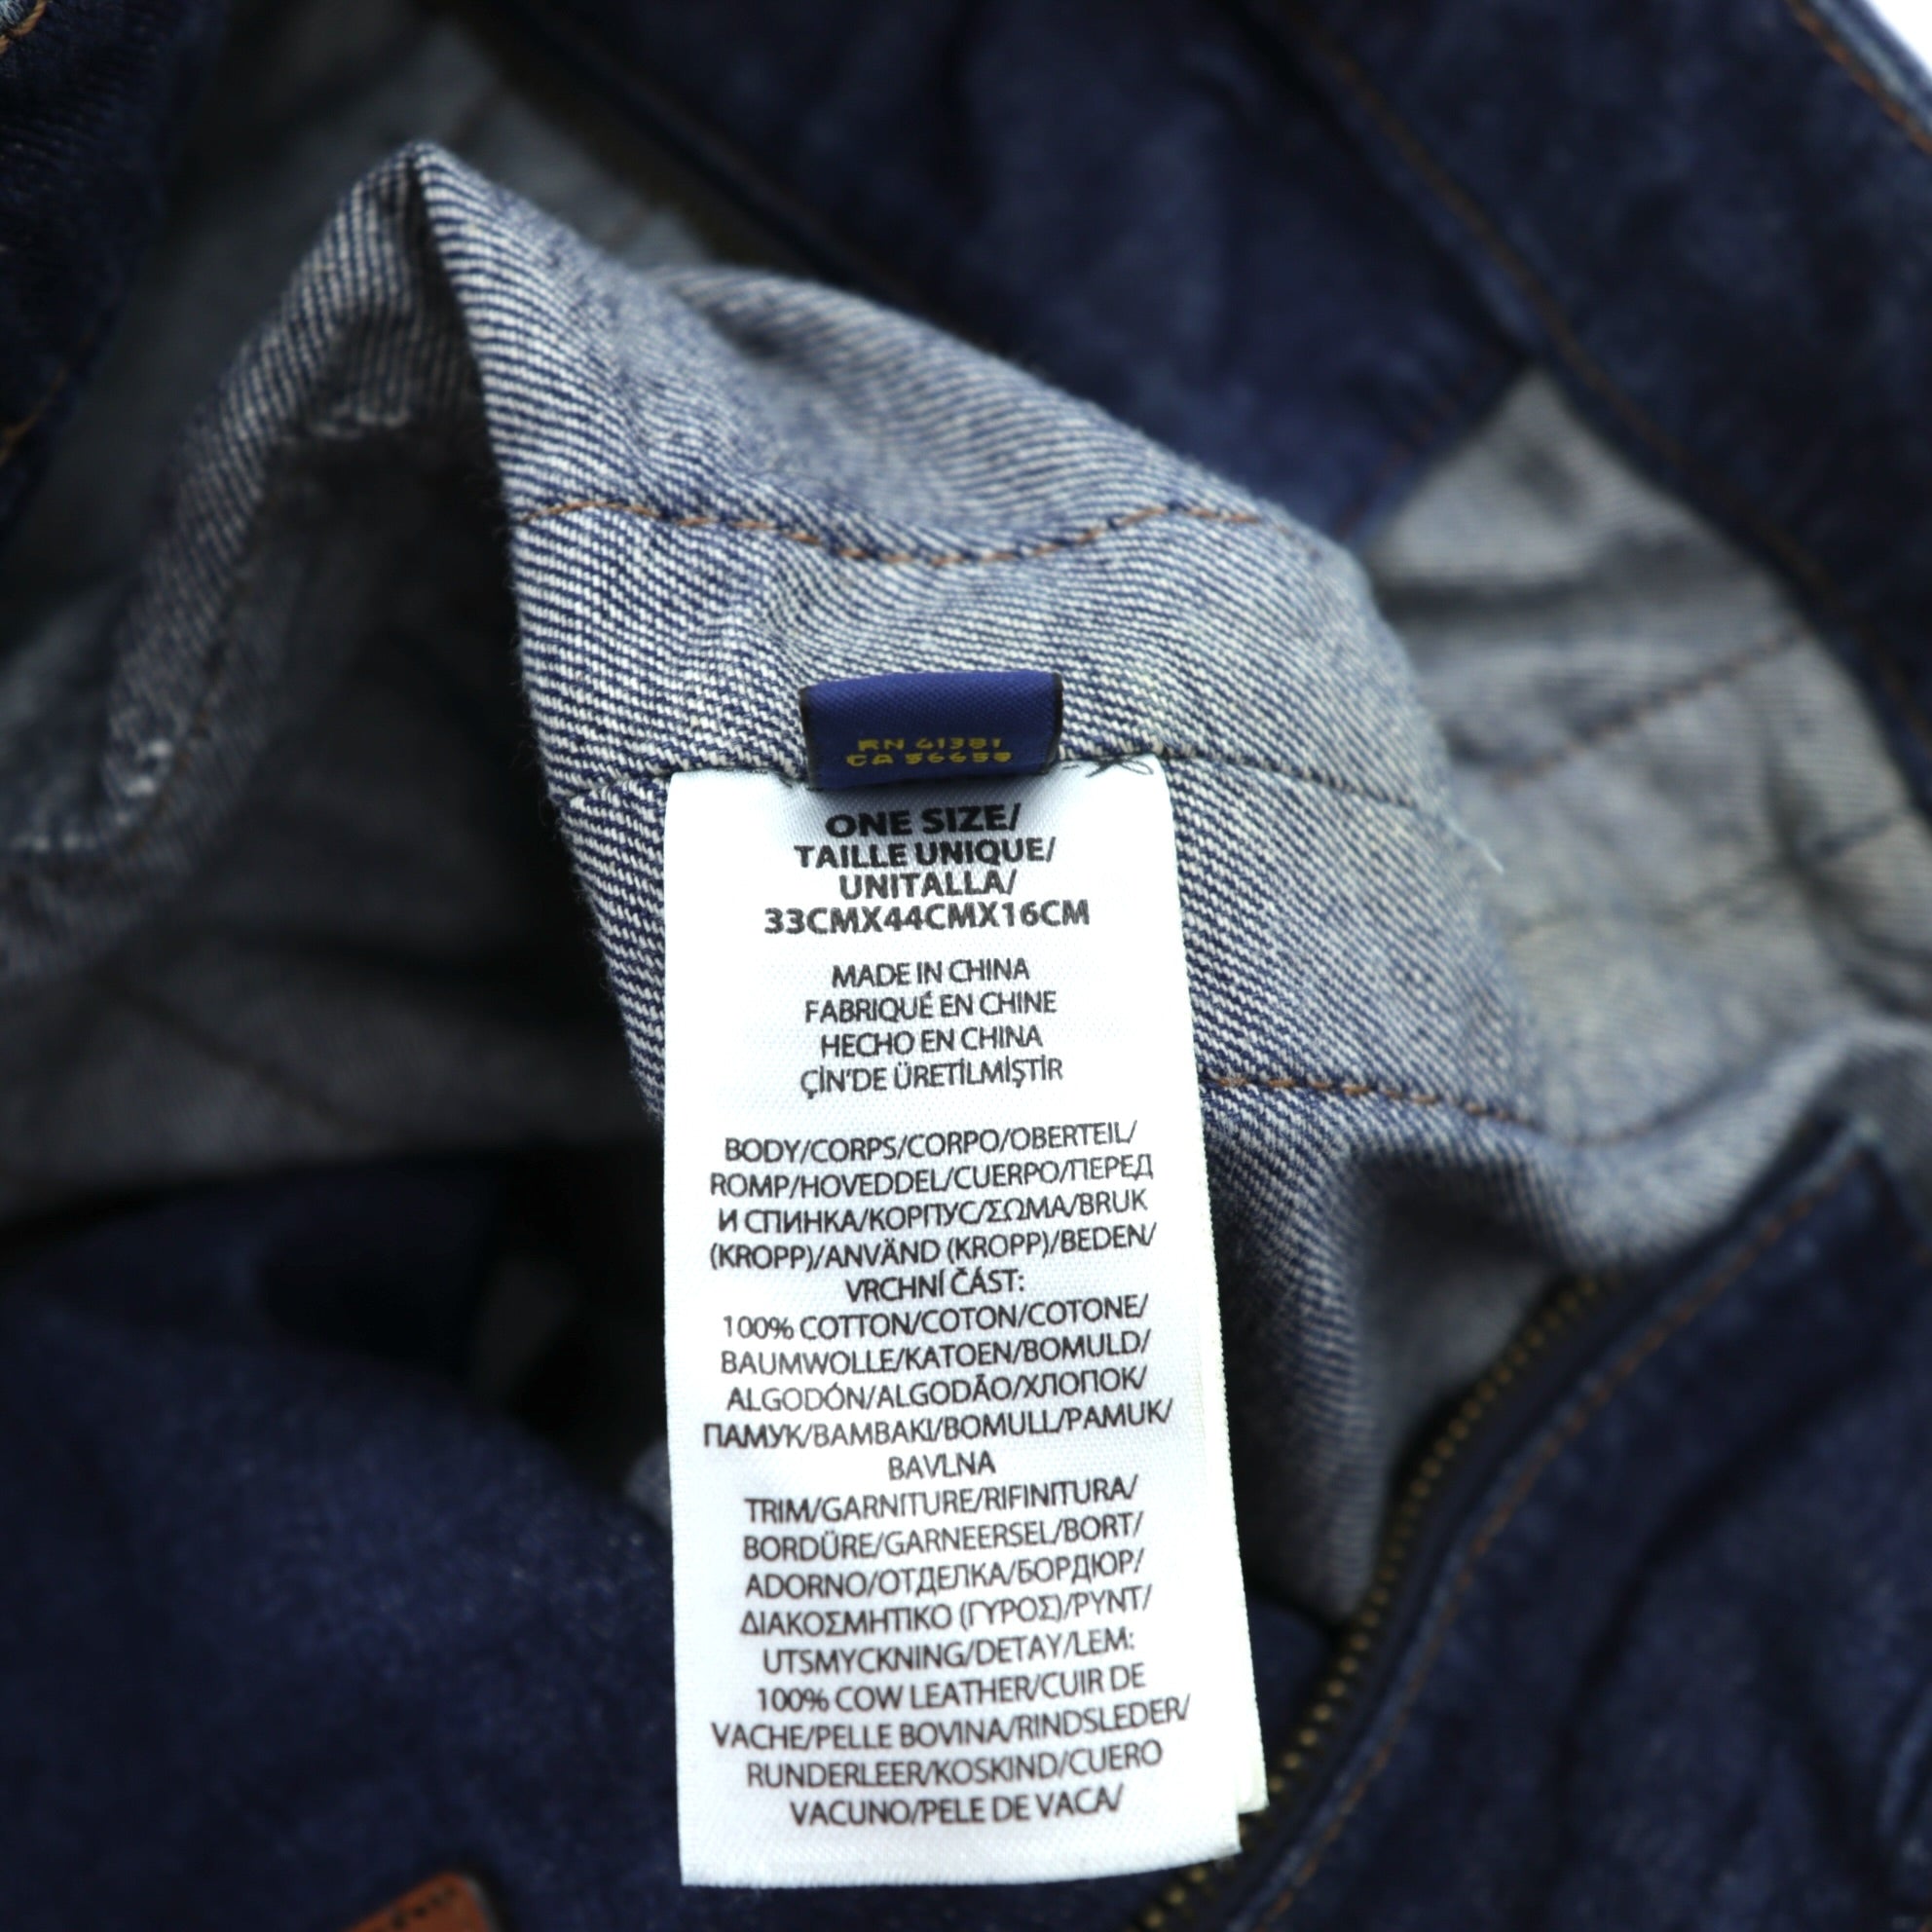 RN 41381
CA 56658
ONE SIZE/
TAILLE UNIQUE/
UNITALLA/
33CMX44CMX16CM
MADE IN CHINA
FABRIQUÉ EN CHINE
HECHO EN CHINA
ÇİN'DE ÜRETİLMİŞTİR
BODY/CORPS/CORPO/OBERTEIL/
ROMP/HOVEDDEL/CUERPO/ПЕРЕД
И СПИНКА/КОРПУС/ΣΩΜΑ/BRUK
(KROPP)/ANVÄND (KROPP)/BEDEN/
VRCHNÍ ČÁST:
100% COTTON/COTON/COTONE/
BAUMWOLLE/KATOEN/BOMULD/
ALGODÓN/ALGODÃO/ХЛОПОК/
ПАМУК/BAMBAKI/BOMULL/PAMUK/
BAVLNA
TRIM/GARNITURE/RIFINITURA/
BORDÜRE/GARNEERSEL/BORT/
ADORNO/ОТДЕЛКА/БОРДЮР/
ΔΙΑΚΟΣΜΗΤΙΚΟ (ΓΥΡΟΣ)/PYNT/
UTSMYCKNING/DETAY/LEM:
100% COW LEATHER/CUIR DE
VACHE/PELLE BOVINA/RINDSLEDER/
RUNDERLEER/KOSKIND/CUERO
VACUNO/PELE DE VACA/